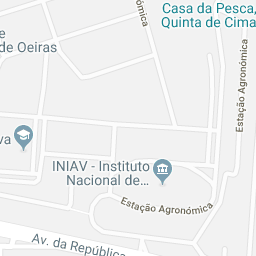 Casa da Pesca,
Quinta de Cima
de Oeiras
Estação Agronómica
INIAV - Instituto
Nacional de...
Estação Agronómica
Av. da República